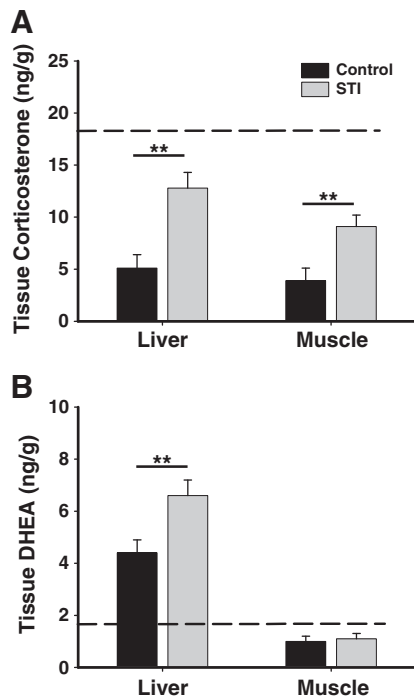 A
Tissue Corticosterone (ng/g)
25
20
15
10
5
0
Control
STI
**
**
Liver
Muscle
B
Tissue DHEA (ng/g)
10
8
6
4
2
0
**
Liver
Muscle